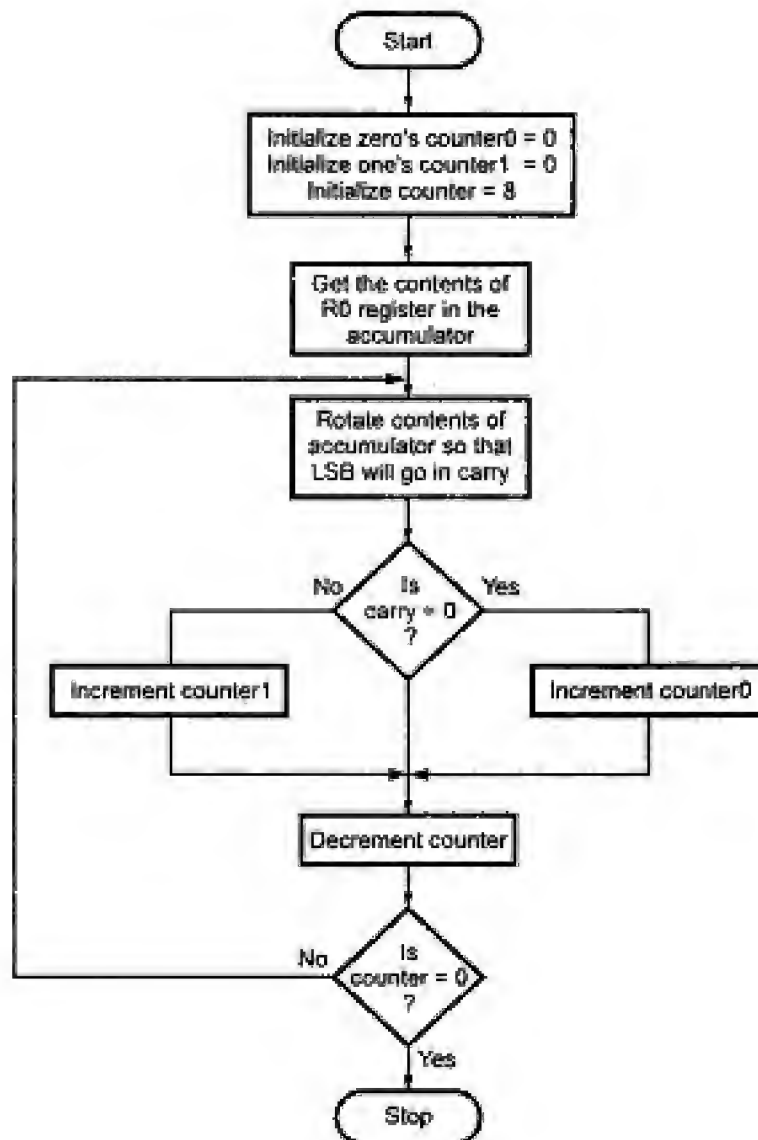 Start
Initialize zero's counter0 = 0
Initialize one's counter1 = 0
Initialize counter = 8
Get the contents of
R0 register in the
accumulator
Rotate contents of
accumulator so that
LSB will go in carry
No
Is
carry = 0
?
Yes
Increment counter1
Increment counter0
Decrement counter
No
Is
counter = 0
?
Yes
Stop